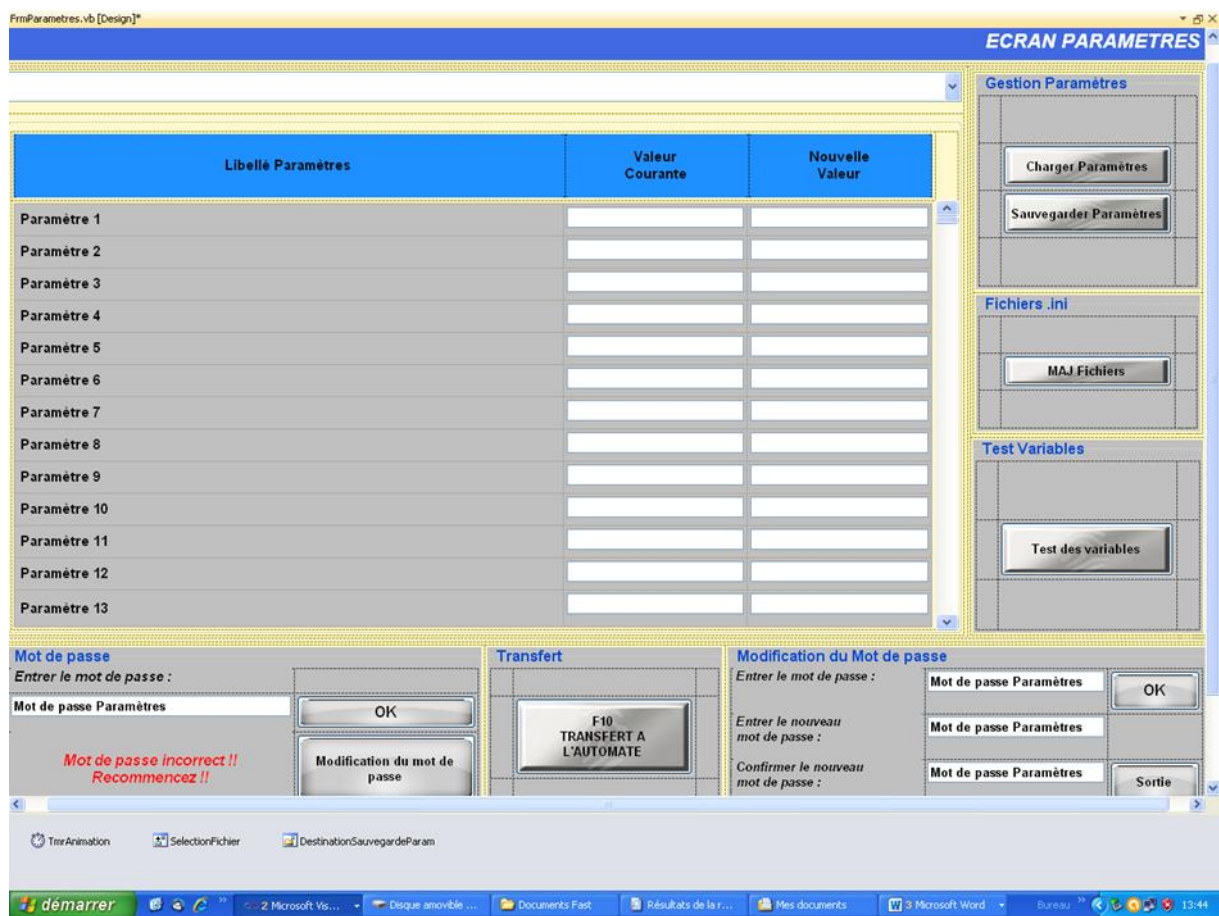 FrmParametres.vb [Design]*
ECRAN PARAMETRES
Gestion Paramètres
Libellé Paramètres
Valeur
Courante
Nouvelle
Valeur
Charger Paramètres
Sauvegarder Paramètres
Paramètre 1
Paramètre 2
Paramètre 3
Paramètre 4
Paramètre 5
Paramètre 6
Paramètre 7
Paramètre 8
Paramètre 9
Paramètre 10
Paramètre 11
Paramètre 12
Paramètre 13
Fichiers .ini
MAJ Fichiers
Test Variables
Test des variables
Mot de passe
Entrer le mot de passe :
Mot de passe Paramètres
OK
Mot de passe incorrect !!
Recommencez !!
Modification du mot de
passe
Transfert
F10
TRANSFERT A
L'AUTOMATE
Modification du Mot de passe
Entrer le mot de passe :
Mot de passe Paramètres
OK
Entrer le nouveau
mot de passe :
Mot de passe Paramètres
Confirmer le nouveau
mot de passe :
Mot de passe Paramètres
Sortie
TmrAnimation
SelectionFichier
DestinationSauvegardeParam
démarrer
2 Microsoft Vis...
Disque amovible ...
Documents Fast
Résultats de la r...
Mes documents
3 Microsoft Word
Bureau
13:44